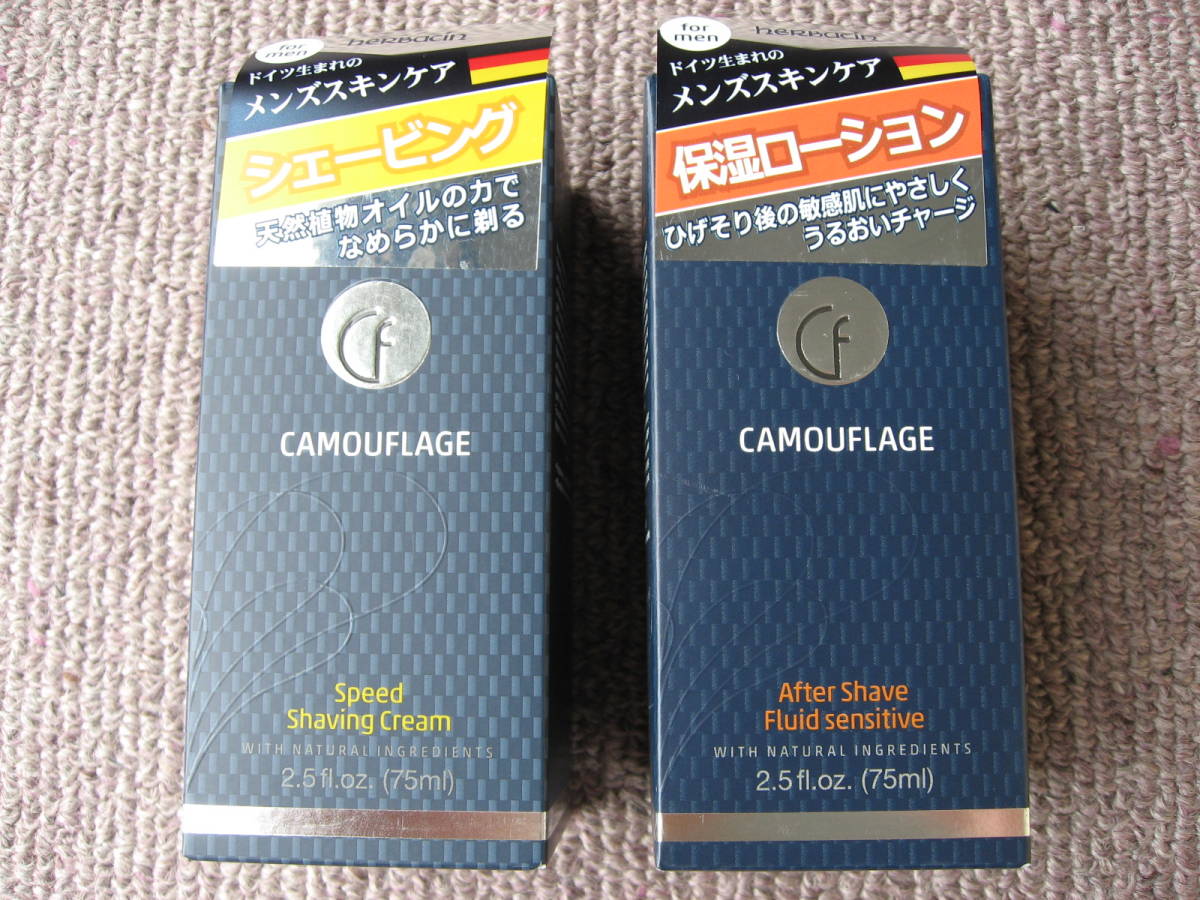 for
men
herbacin
ドイツ生まれの
メンズスキンケア
シェービング
天然植物オイルの力で
なめらかに剃る
Cf
CAMOUFLAGE
Speed
Shaving Cream
WITH NATURAL INGREDIENTS
2.5 fl.oz. (75ml)
for
men
herbacin
ドイツ生まれの
メンズスキンケア
保湿ローション
ひげそり後の敏感肌にやさしく
うるおいチャージ
Cf
CAMOUFLAGE
After Shave
Fluid sensitive
WITH NATURAL INGREDIENTS
2.5 fl.oz. (75ml)